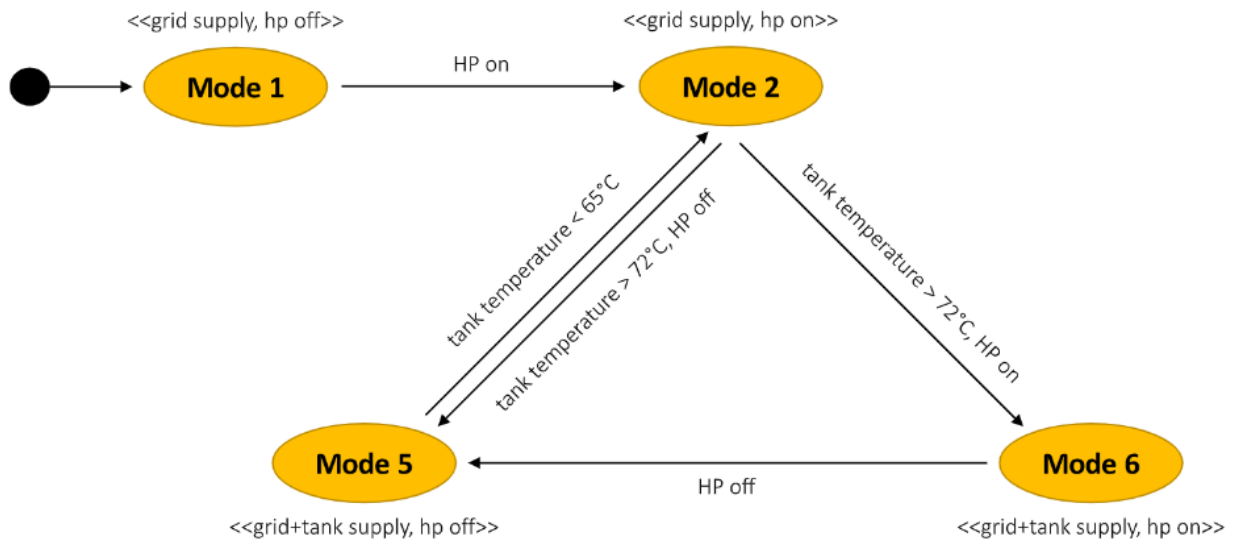 <<grid supply, hp off>>
<<grid supply, hp on>>
Mode 1
HP on
Mode 2
tank temperature < 65°C
tank temperature > 72°C, HP off
tank temperature > 72°C, HP on
Mode 5
HP off
Mode 6
<<grid+tank supply, hp off>>
<<grid+tank supply, hp on>>